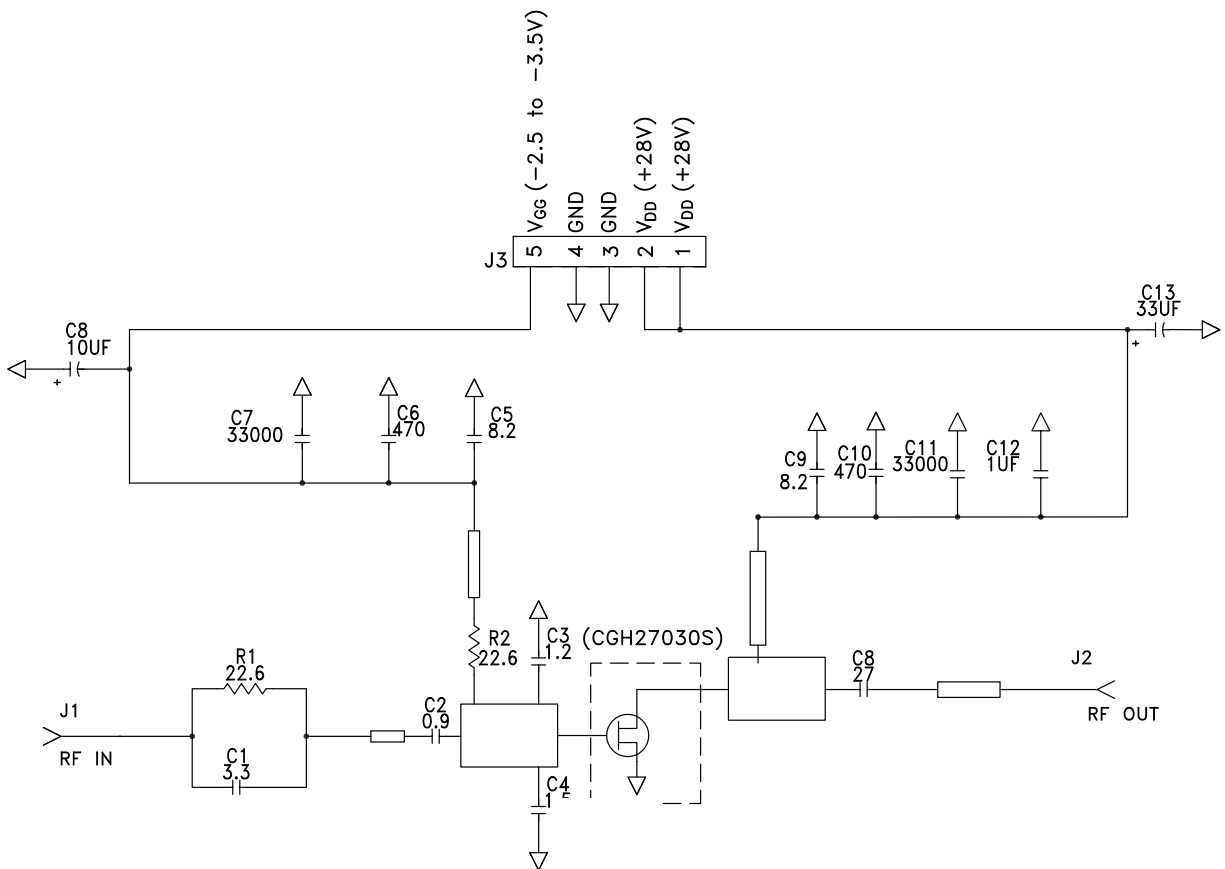 VGG (-2.5 to -3.5V)
GND
GND
VDD (+28V)
VDD (+28V)
J3
5
4
3
2
1
C8
10UF
+
C13
33UF
+
C7
33000
C6
470
C5
8.2
C9
8.2
C10
470
C11
33000
C12
1UF
R2
22.6
C3
1.2
(CGH27030S)
R1
22.6
C8
27
J2
RF OUT
J1
RF IN
C2
0.9
C1
3.3
C4